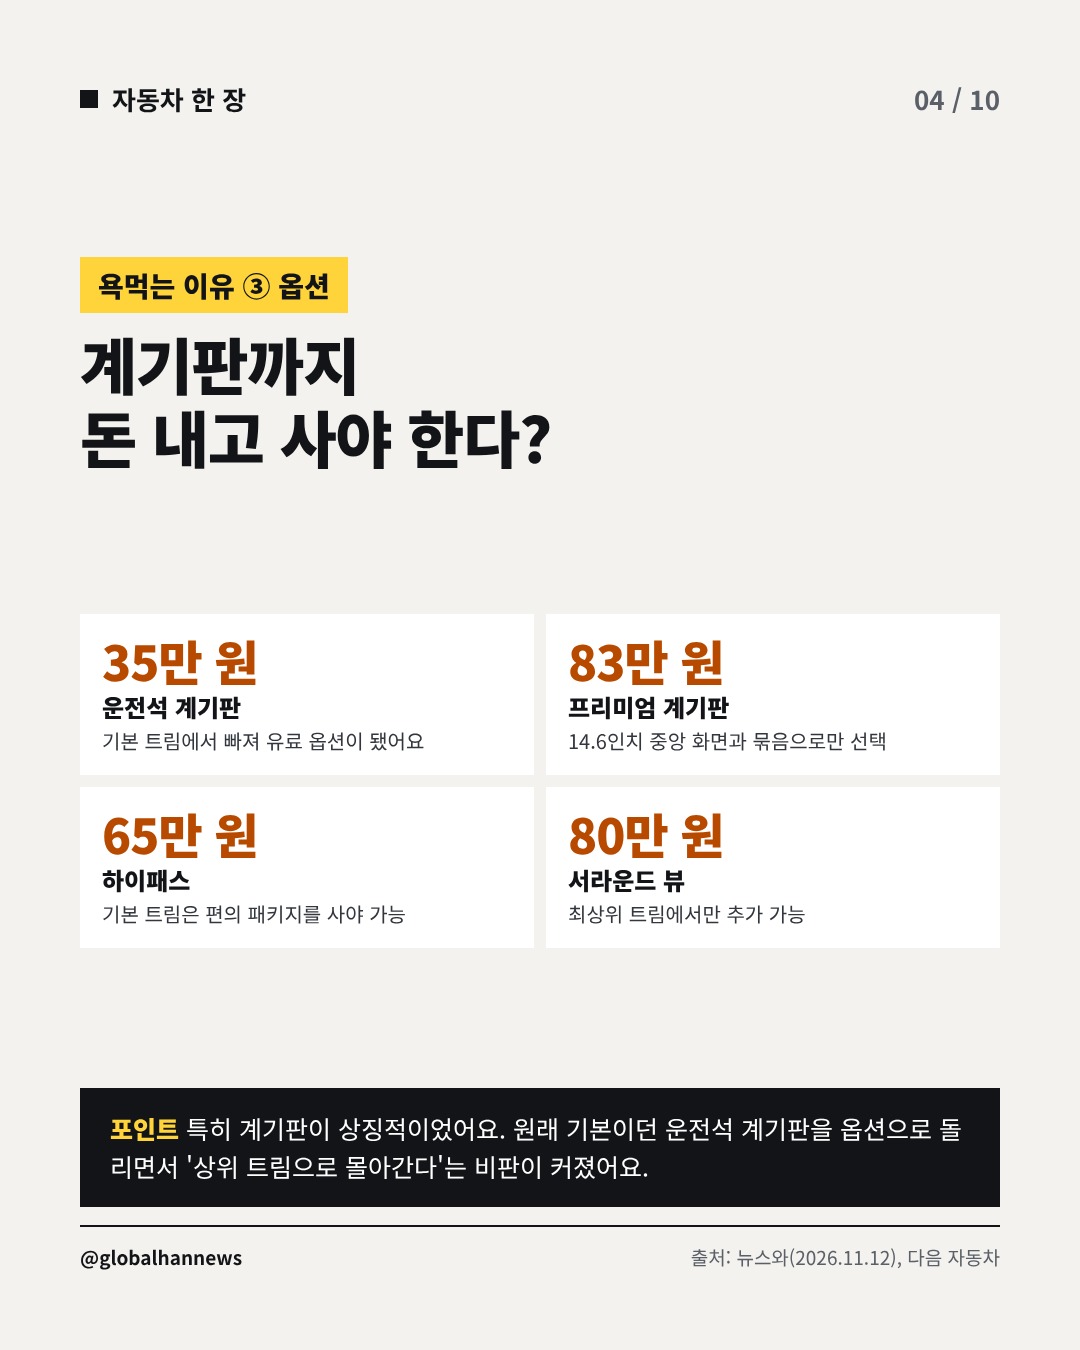 자동차 한 장
04 / 10
욕먹는 이유 ③ 옵션
계기판까지
돈 내고 사야 한다?
35만 원
운전석 계기판
기본 트림에서 빠져 유료 옵션이 됐어요
83만 원
프리미엄 계기판
14.6인치 중앙 화면과 묶음으로만 선택
65만 원
하이패스
기본 트림은 편의 패키지를 사야 가능
80만 원
서라운드 뷰
최상위 트림에서만 추가 가능
포인트 특히 계기판이 상징적이었어요. 원래 기본이던 운전석 계기판을 옵션으로 돌
리면서 '상위 트림으로 몰아간다'는 비판이 커졌어요.
@globalhannews
출처: 뉴스와(2026.11.12), 다음 자동차